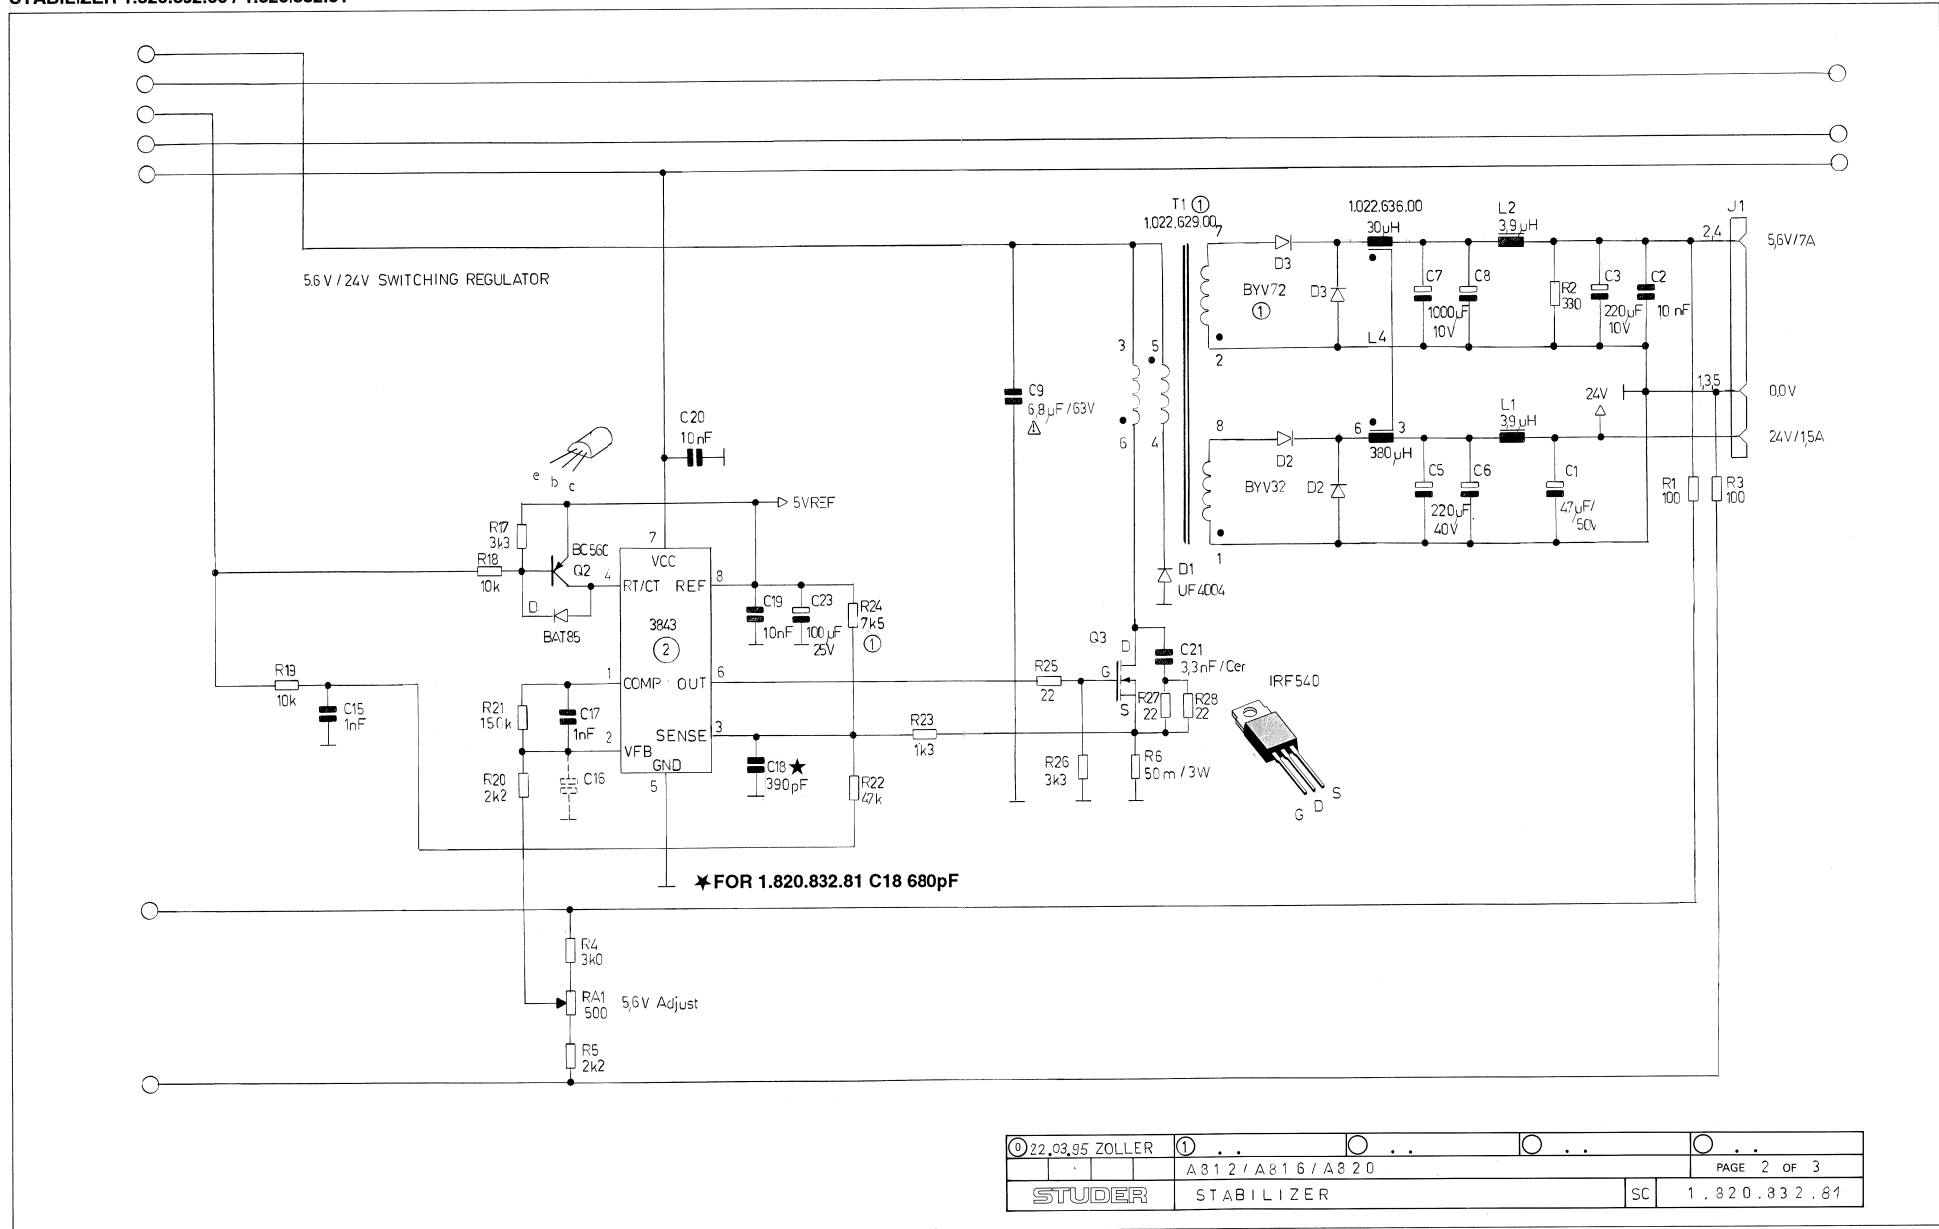 5.6 V / 24V SWITCHING REGULATOR
T1 ①
1.022.629.00
7
2
8
1
3
5
6
4
D3
BYV72
①
D3
1.022.636.00
30µH
L4
C7
1000µF
10V
C8
L2
3,9µH
R2
330
C3
220µF
10V
C2
10 nF
J1
2,4
5,6V/7A
1,3,5
0,0V
24V/1,5A
D2
BYV32
D2
6
3
380µH
C5
220µF
40V
C6
L1
3,9µH
C1
47µF/
50V
24V
R1
100
R3
100
C9
6,8µF/63V
C20
10nF
e b c
5VREF
R17
3k3
R18
10k
BC560
Q2
D
BAT85
7
VCC
4
RT/CT
REF
8
3843
②
1
COMP
OUT
6
SENSE
3
2
VFB
GND
5
C19
10nF
C23
100µF
25V
R24
7k5
①
D1
UF4004
Q3
D
G
S
C21
3,3nF/Cer
R27
22
R28
22
IRF540
G D S
R25
22
R19
10k
C15
1nF
R21
150k
C17
1nF
R20
2k2
C16
C18★
390pF
R23
1k3
R22
47k
R26
3k3
R6
50m/3W
★FOR 1.820.832.81 C18 680pF
R4
3k0
RA1
500
5,6V Adjust
R5
2k2
⓪ 22.03.95 ZOLLER
① . .
. .
. .
. .
A812/A816/A820
PAGE 2 OF 3
STUDER
STABILIZER
SC
1.820.832.81